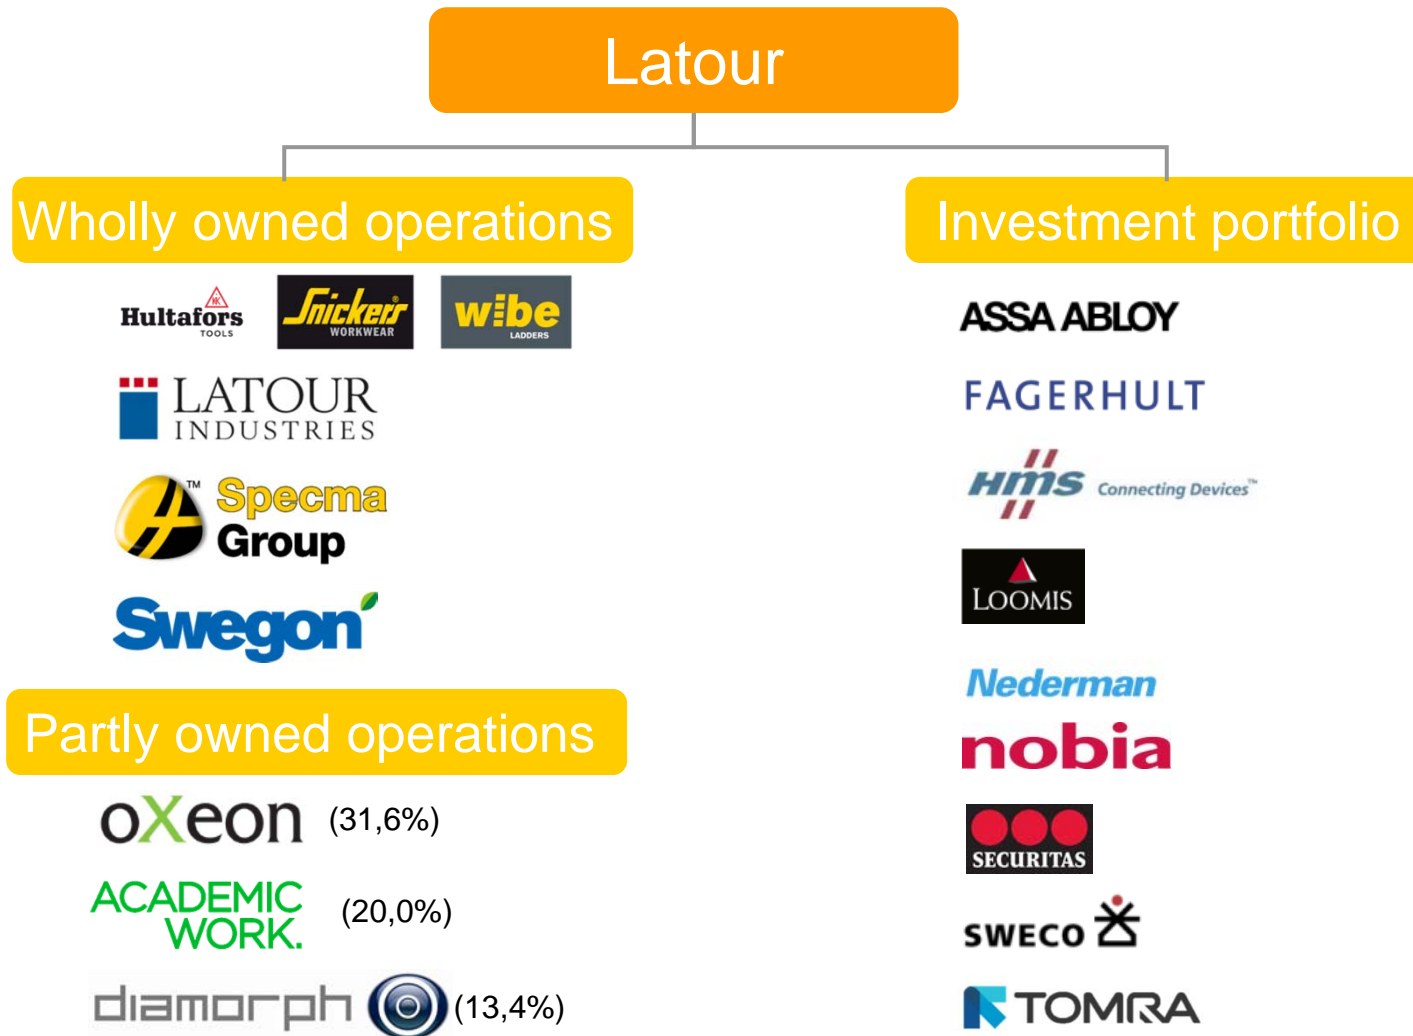 Latour
Wholly owned operations
Hultafors
TOOLS
Snickers®
WORKWEAR
wibe
LADDERS
LATOUR
INDUSTRIES
™ Specma
Group
Swegon
Partly owned operations
oXeon (31,6%)
ACADEMIC
WORK.
(20,0%)
diamorph (13,4%)
Investment portfolio
ASSA ABLOY
FAGERHULT
HMS Connecting Devices™
LOOMIS
Nederman
nobia
SECURITAS
SWECO
TOMRA